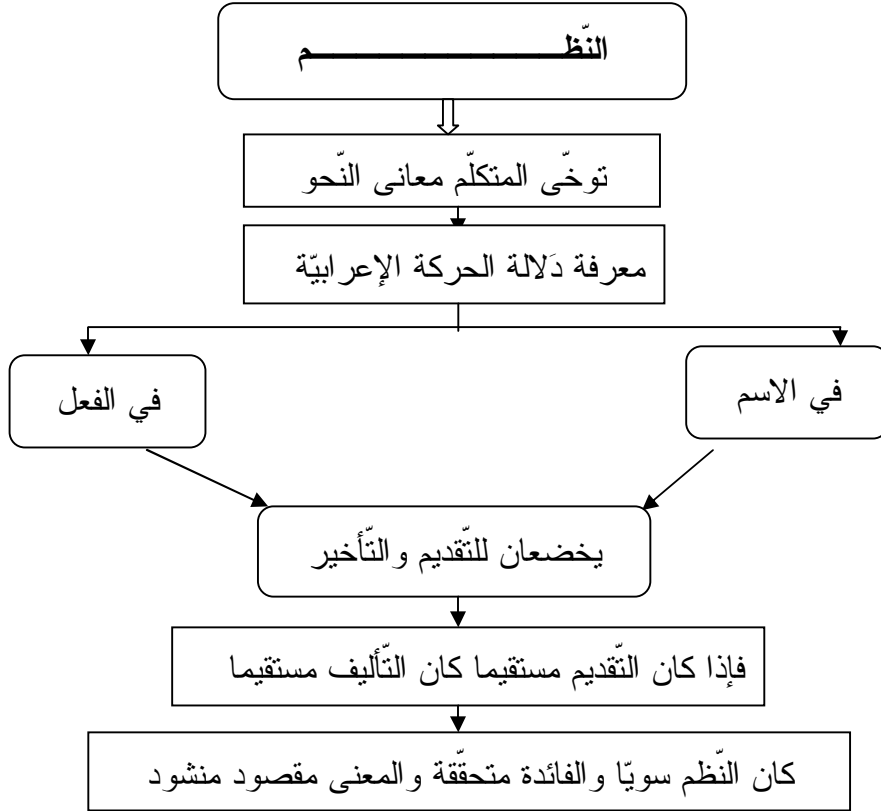 النّظـــــــــــــــــــــــم
توخّى المتكلّم معانى النّحو
معرفة دَلالة الحركة الإعرابيّة
في الاسم
في الفعل
يخضعان للتّقديم والتّأخير
فإذا كان التّقديم مستقيما كان التّأليف مستقيما
كان النّظم سويّا والفائدة متحقّقة والمعنى مقصود منشود